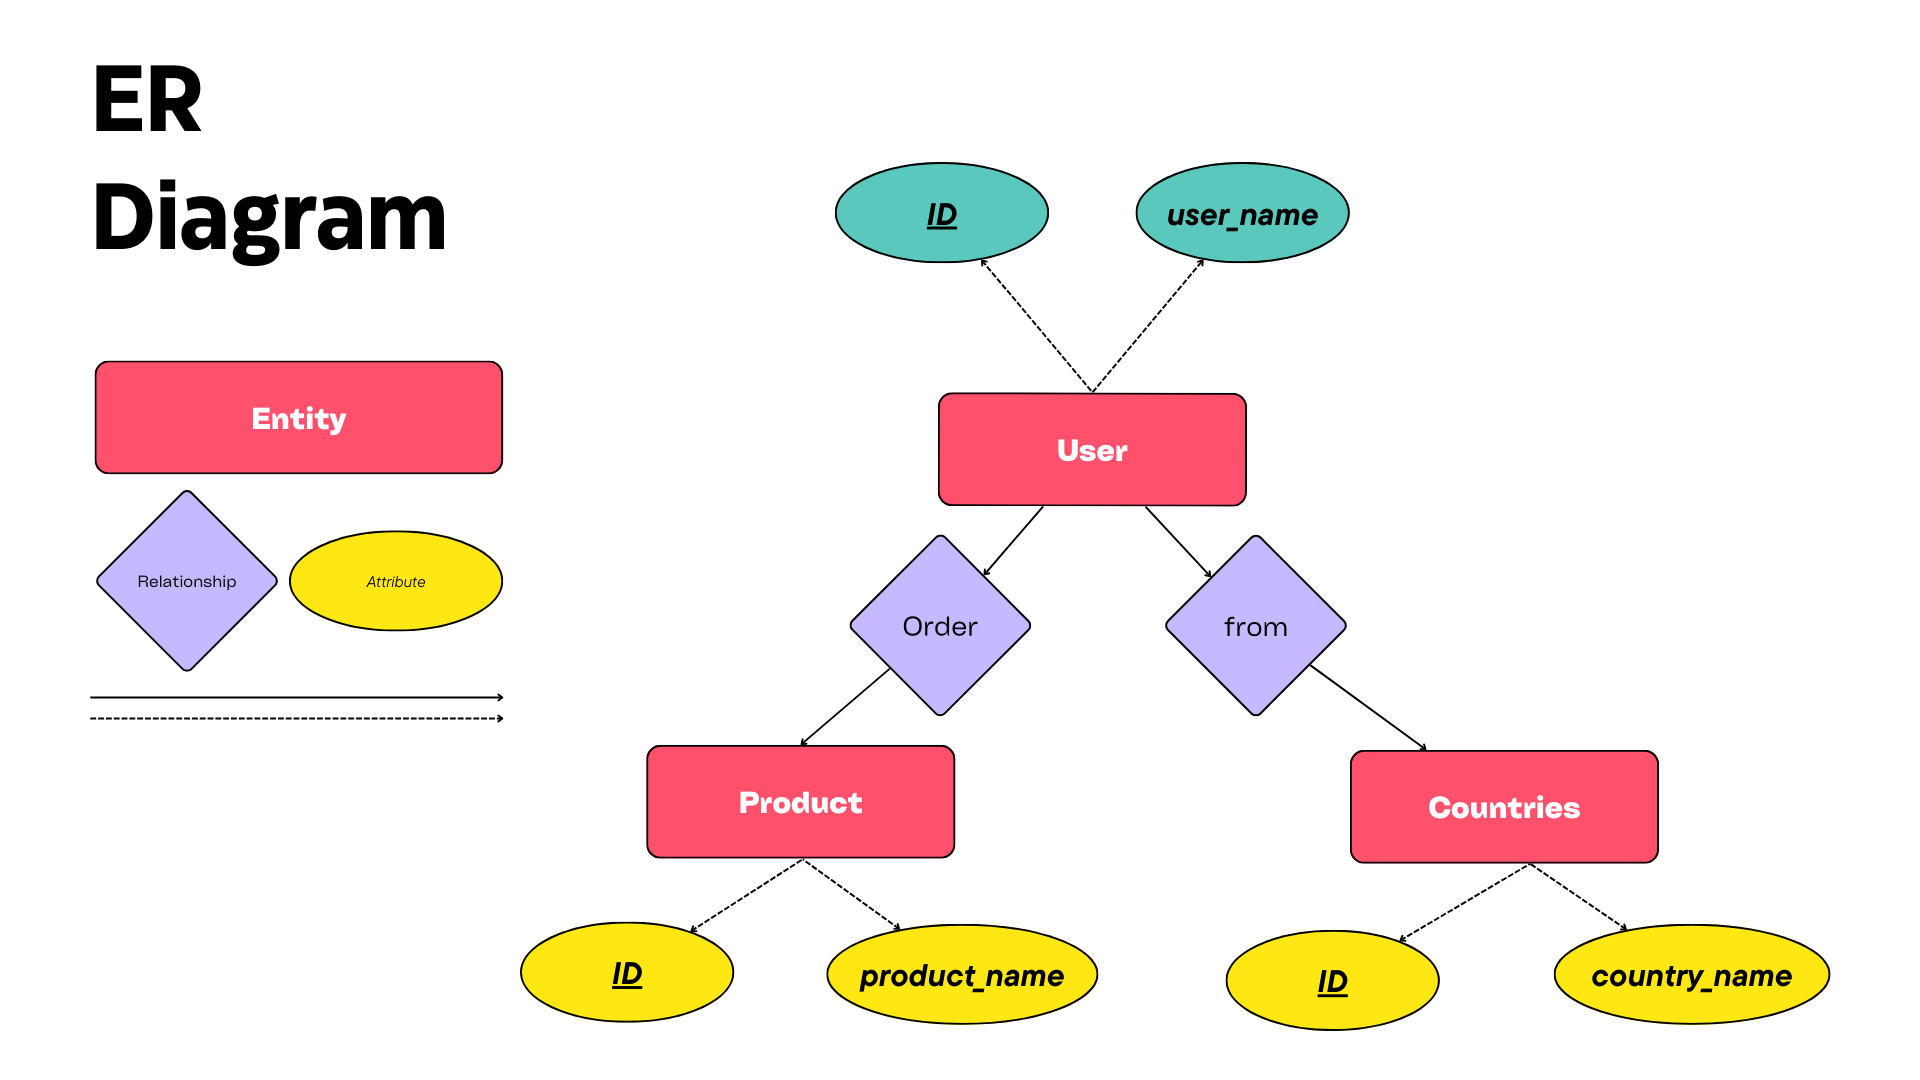 ER
Diagram
Entity
Relationship
Attribute
ID
user_name
User
Order
from
Product
Countries
ID
product_name
ID
country_name